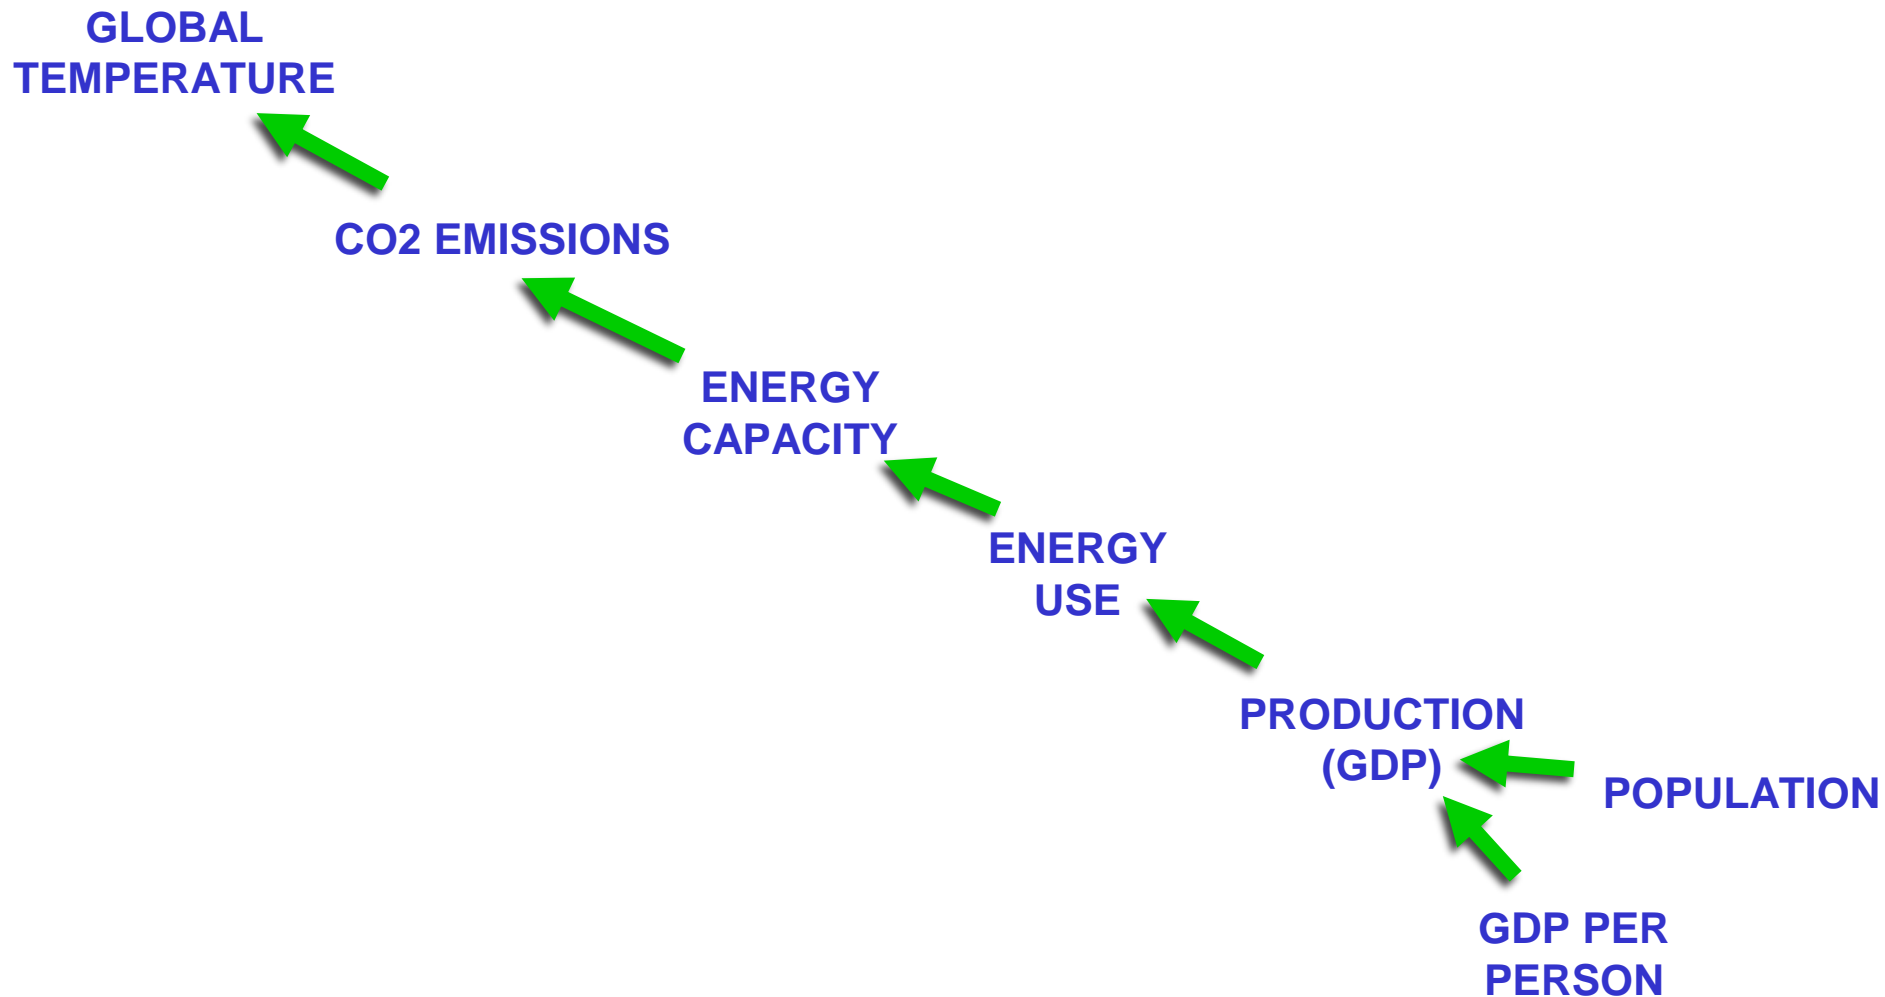 GLOBAL
TEMPERATURE
CO2 EMISSIONS
ENERGY
CAPACITY
ENERGY
USE
PRODUCTION
(GDP)
POPULATION
GDP PER
PERSON